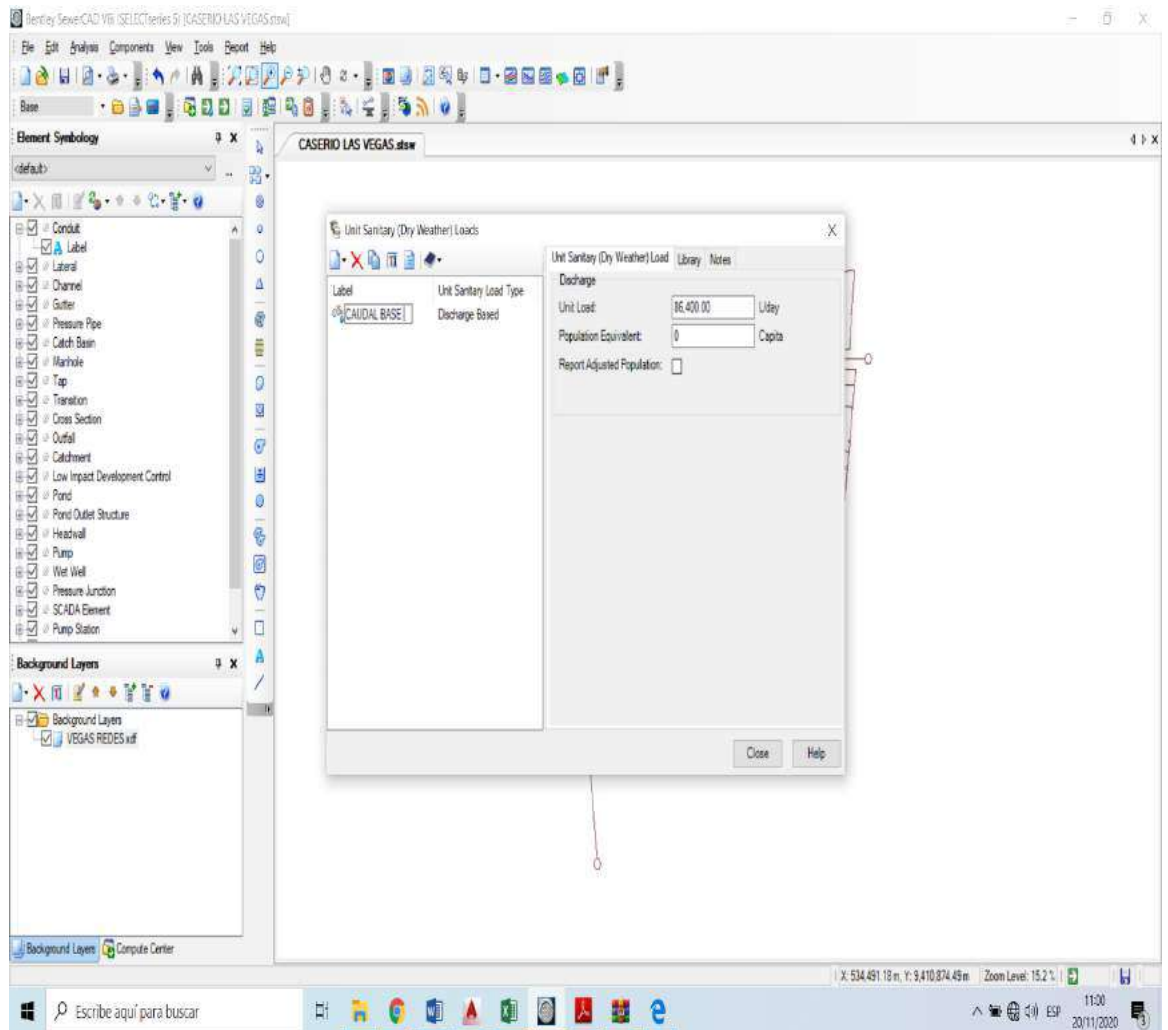 Bentley SewerCAD V8i (SELECTseries 5) [CASERIO LAS VEGAS.stsw]
File Edit Analysis Components View Tools Report Help
Base
Element Symbology
<default>
Conduit
Label
Lateral
Channel
Gutter
Pressure Pipe
Catch Basin
Manhole
Tap
Transition
Cross Section
Outfall
Catchment
Low Impact Development Control
Pond
Pond Outlet Structure
Headwall
Pump
Wet Well
Pressure Junction
SCADA Element
Pump Station
Background Layers
Background Layers
VEGAS REDES
Background Layers Compute Center
CASERIO LAS VEGAS.stsw
Unit Sanitary (Dry Weather) Loads
Label Unit Sanitary Load Type
CAUDAL BASE Discharge Based
Unit Sanitary (Dry Weather) Load Library Notes
Discharge
Unit Load: 86,400.00 L/day
Population Equivalent: 0 Capita
Report Adjusted Population:
Close Help
X: 534,491.18 m, Y: 9,410,874.49 m Zoom Level: 15.2 %
Escribe aquí para buscar
ESP
11:00
20/11/2020
3